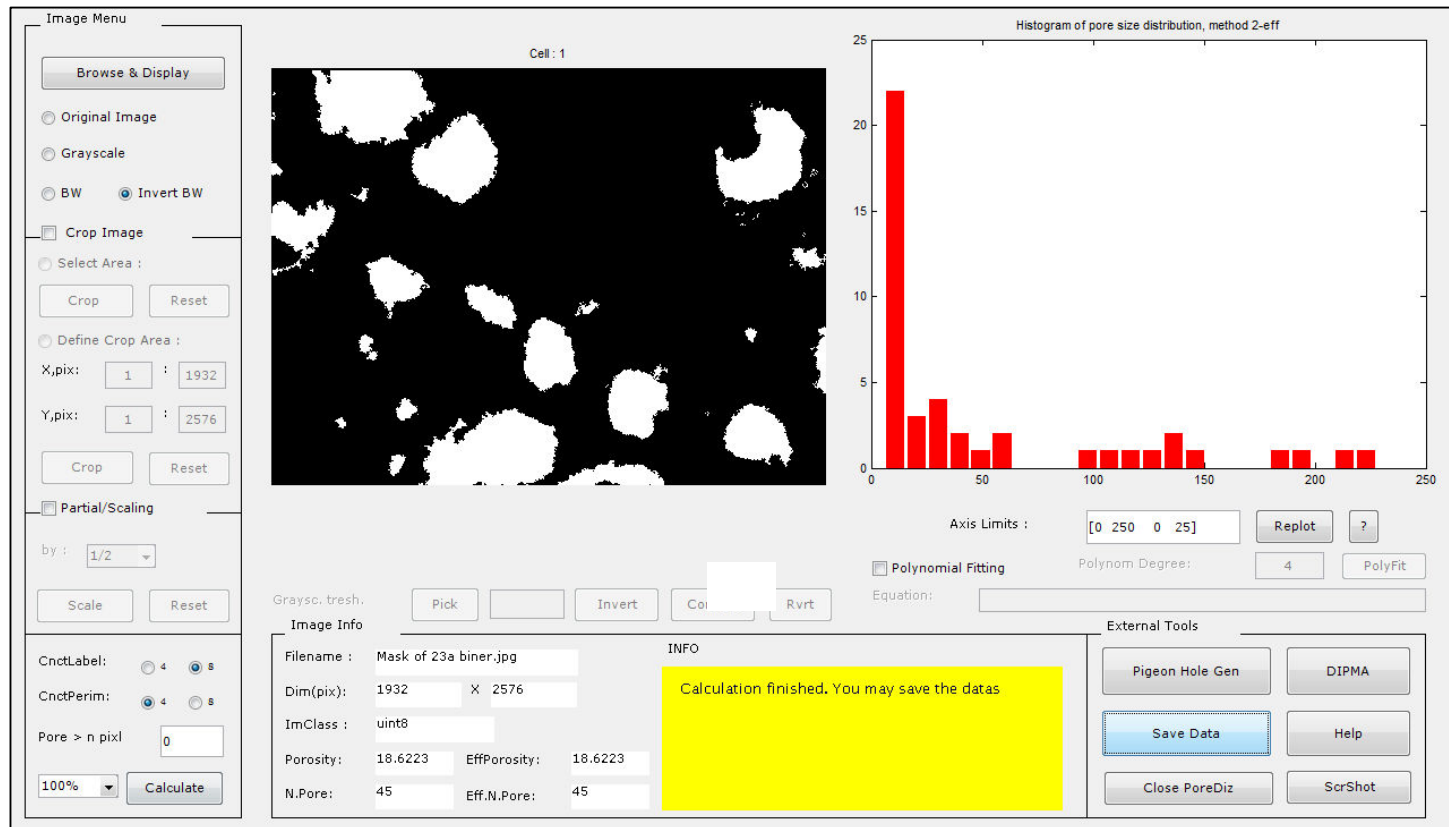 Image Menu
Browse & Display
Original Image
Grayscale
BW
Invert BW
Crop Image
Select Area :
Crop
Reset
Define Crop Area :
X,pix:
1
:
1932
Y,pix:
1
:
2576
Crop
Reset
Partial/Scaling
by :
1/2
Scale
Reset
CnctLabel:
4
8
CnctPerim:
4
8
Pore > n pixl
0
100%
Calculate
Cell : 1
Histogram of pore size distribution, method 2-eff
25
20
15
10
5
0
0
50
100
150
200
250
Axis Limits :
[0 250 0 25]
Replot
?
Polynomial Fitting
Polynom Degree:
4
PolyFit
Equation:
Graysc. tresh.
Pick
Invert
Rvrt
Image Info
Filename :
Mask of 23a biner.jpg
Dim(pix):
1932
X
2576
ImClass :
uint8
Porosity:
18.6223
EffPorosity:
18.6223
N.Pore:
45
Eff.N.Pore:
45
INFO
Calculation finished. You may save the datas
External Tools
Pigeon Hole Gen
DIPMA
Save Data
Help
Close PoreDiz
ScrShot